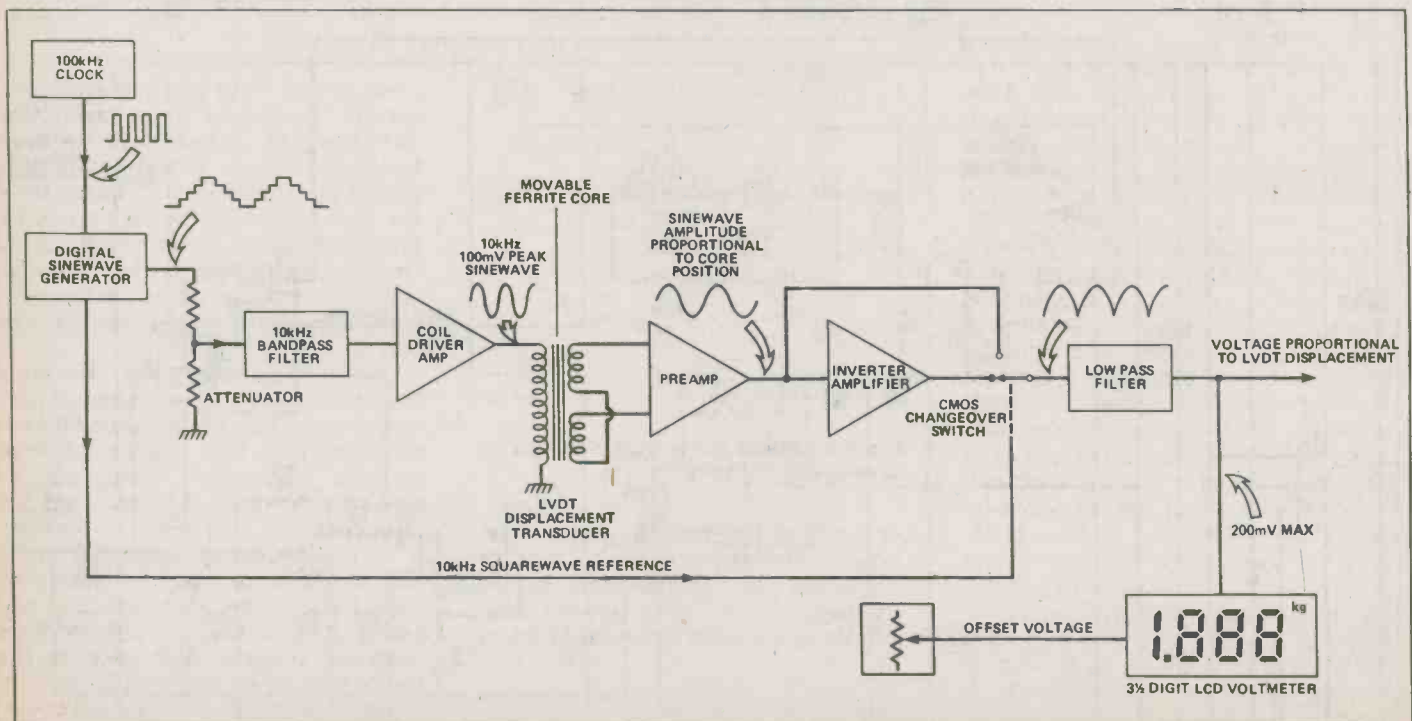 100kHz
CLOCK
DIGITAL
SINEWAVE
GENERATOR
ATTENUATOR
10kHz
BANDPASS
FILTER
COIL
DRIVER
AMP
10kHz
100mV PEAK
SINEWAVE
MOVABLE
FERRITE CORE
LVDT
DISPLACEMENT
TRANSDUCER
SINEWAVE
AMPLITUDE
PROPORTIONAL
TO CORE
POSITION
PREAMP
INVERTER
AMPLIFIER
CMOS
CHANGEOVER
SWITCH
LOW PASS
FILTER
VOLTAGE PROPORTIONAL
TO LVDT DISPLACEMENT
200mV MAX
10kHz SQUAREWAVE REFERENCE
OFFSET VOLTAGE
1.888 kg
3½ DIGIT LCD VOLTMETER